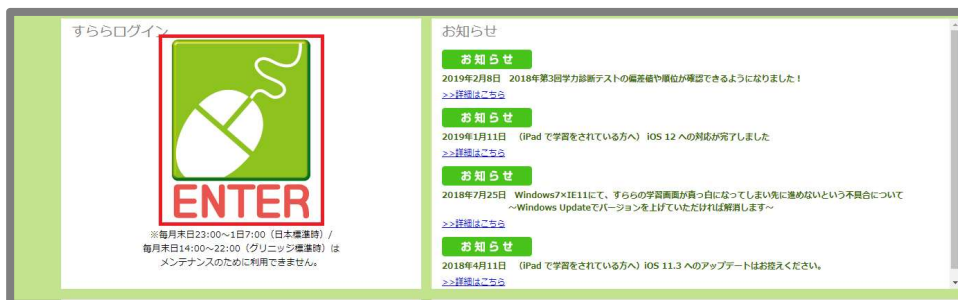 すららログイン
ENTER
※毎月末日23:00～1日7:00（日本標準時）/
毎月末日14:00～22:00（グリニッジ標準時）は
メンテナンスのために利用できません。
お知らせ
お知らせ
2019年2月8日 2018年第3回学力診断テストの偏差値や順位が確認できるようになりました！
>>詳細はこちら
お知らせ
2019年1月11日 （iPad で学習をされている方へ） iOS 12 への対応が完了しました
>>詳細はこちら
お知らせ
2018年7月25日 Windows7×IE11にて、すららの学習画面が真っ白になってしまい先に進めないという不具合について
～Windows Updateでバージョンを上げていただければ解消します～
>>詳細はこちら
お知らせ
2018年4月11日 （iPad で学習をされている方へ）iOS 11.3 へのアップデートはお控えください。
>>詳細はこちら